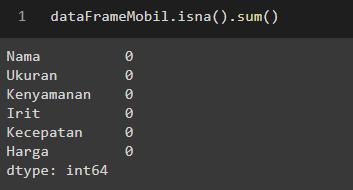 1 dataFrameMobil.isna().sum()
Nama 0
Ukuran 0
Kenyamanan 0
Irit 0
Kecepatan 0
Harga 0
dtype: int64